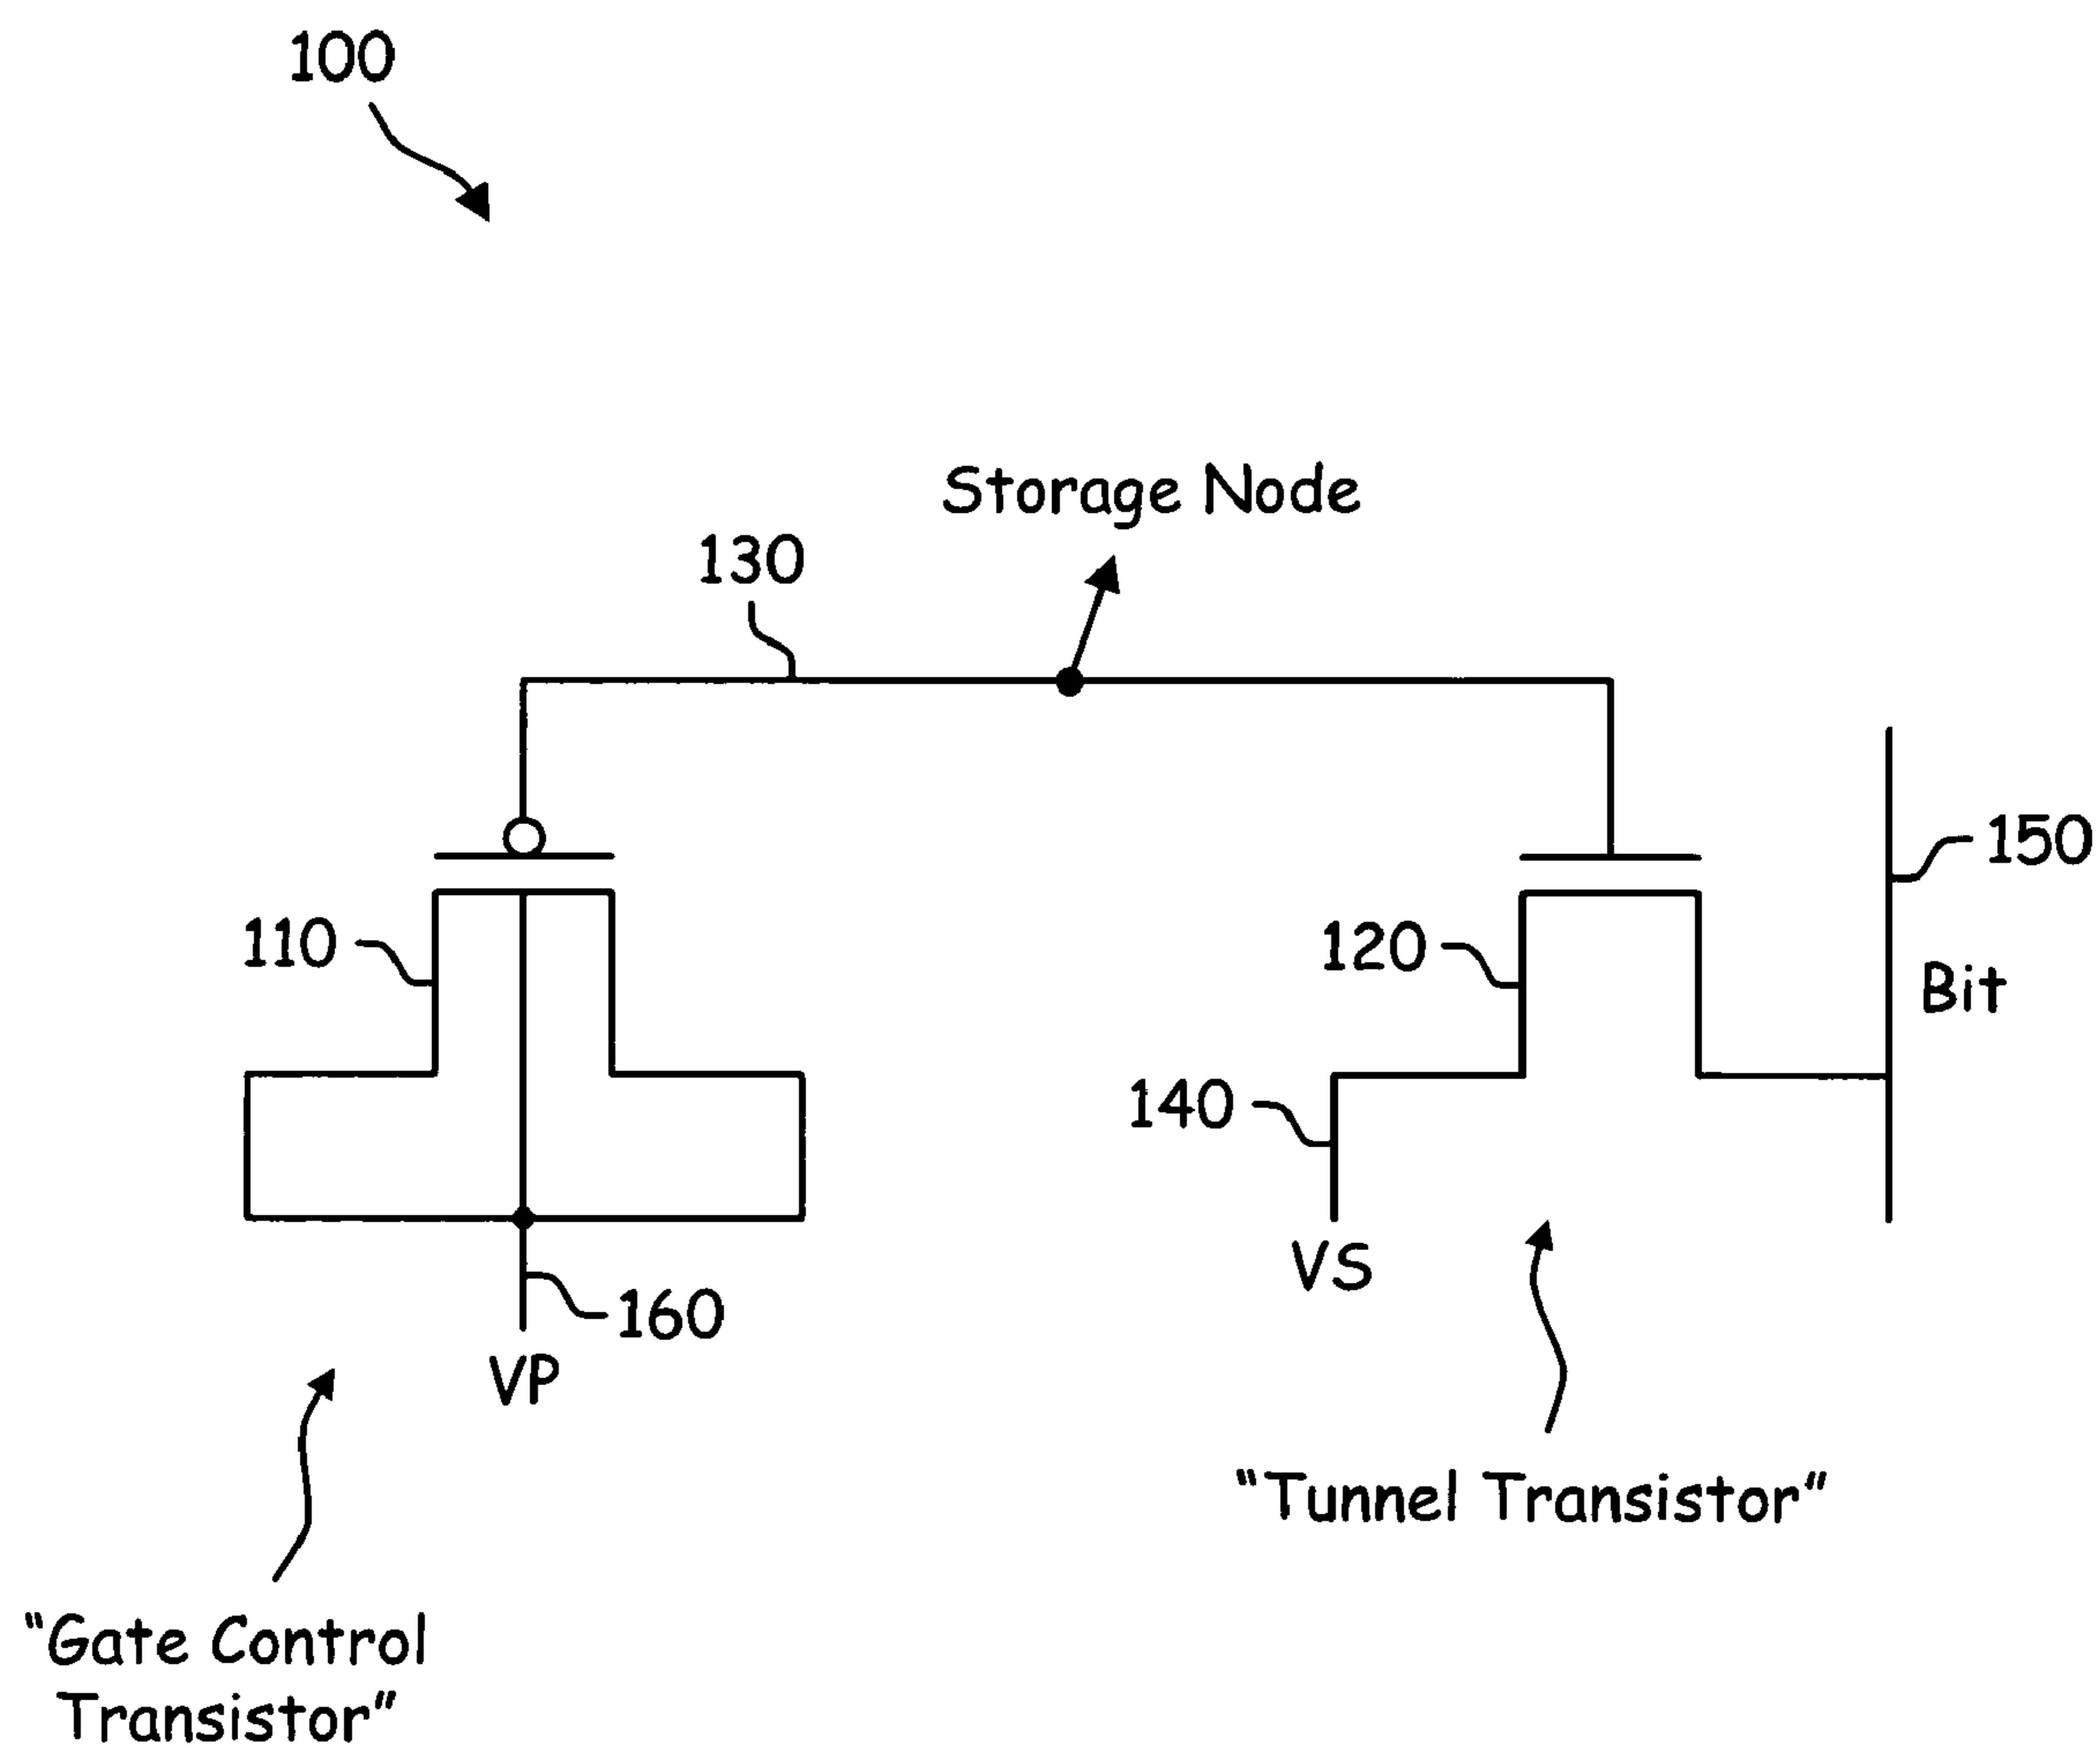 100
Storage Node
130
150
110
120
Bit
140
VS
160
VP
“Tunnel Transistor”
“Gate Control
Transistor”